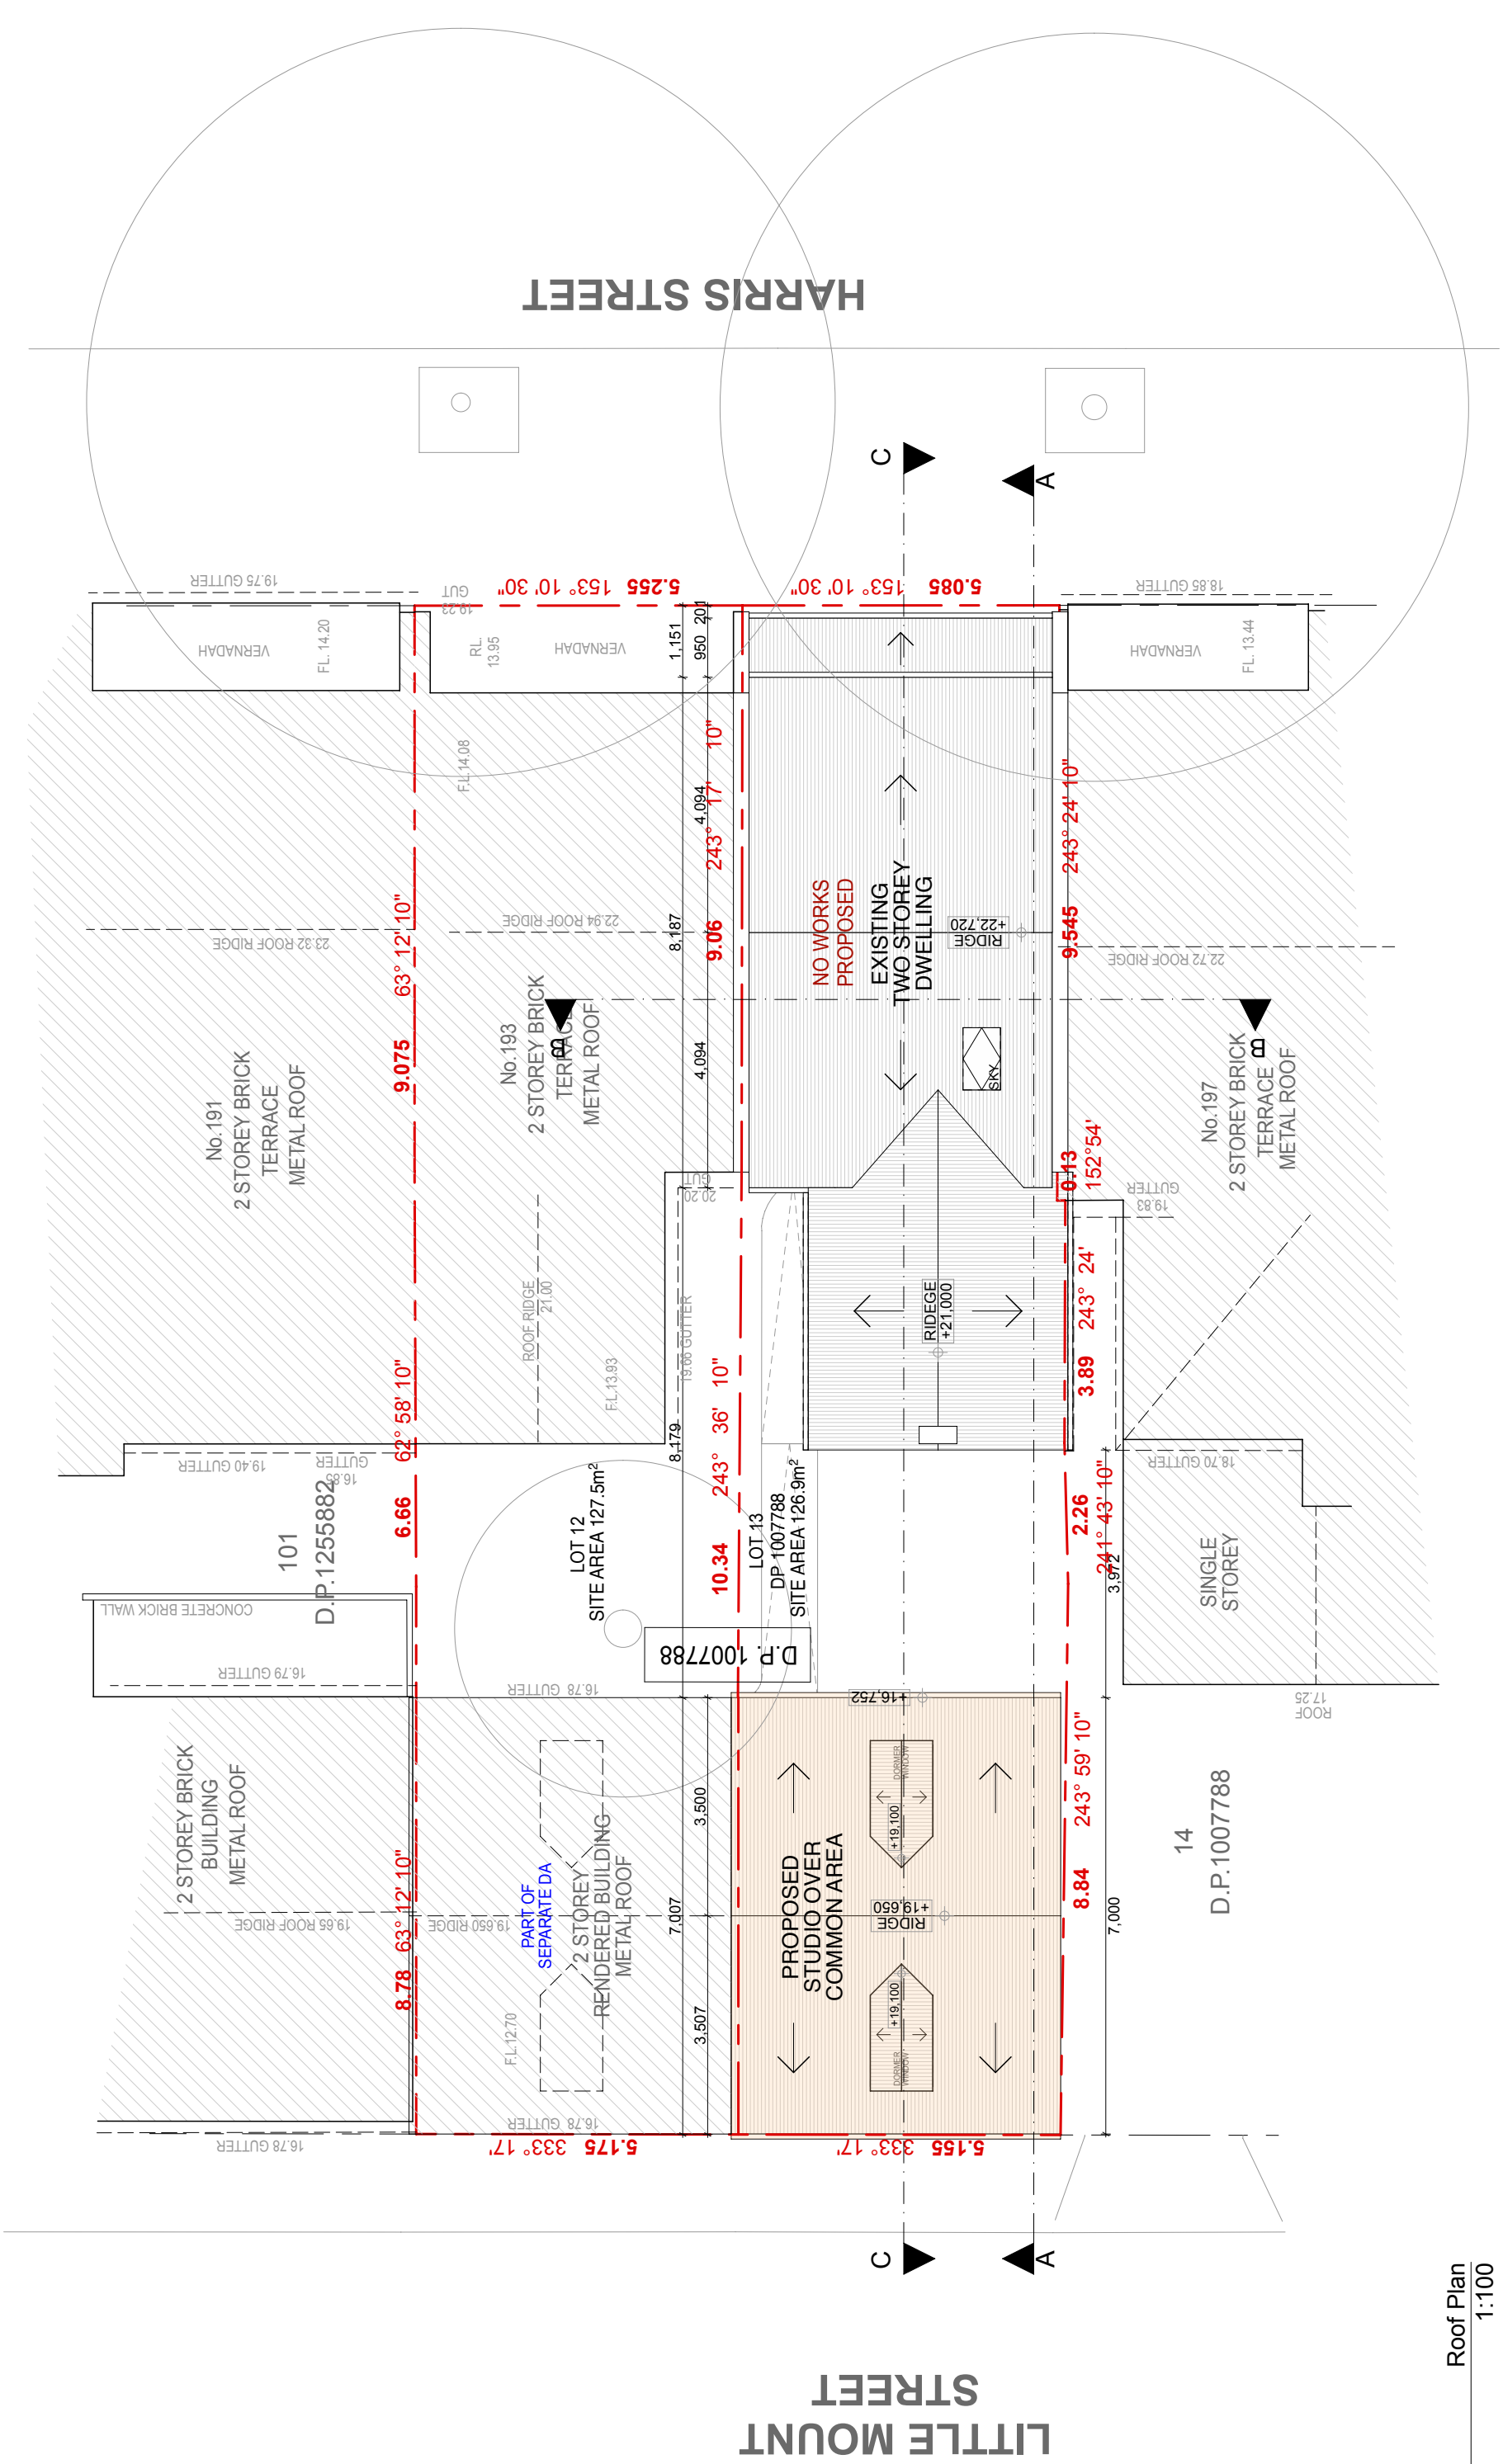 HARRIS STREET
C
A
19.75 GUTTER
GUT
19.23
153° 10' 30"
5.255
153° 10' 30"
5.085
18.85 GUTTER
VERNADAH
FL. 14.20
RL.
13.95
VERNADAH
1,151
950
201
VERNADAH
FL. 13.44
F.L.14.08
4,094
243° 17' 10"
243° 24' 10"
63° 12' 10"
23.32 ROOF RIDGE
22.94 ROOF RIDGE
8,187
9.06
NO WORKS
PROPOSED
EXISTING
TWO STOREY
DWELLING
RIDGE
+22,720
9.545
22.72 ROOF RIDGE
No.191
2 STOREY BRICK
TERRACE
METAL ROOF
9.075
No.193
2 STOREY BRICK
TERRACE
METAL ROOF
B
4,094
SKY
B
No.197
2 STOREY BRICK
TERRACE
METAL ROOF
GUT
20.20
0.13
152°54'
19.83
GUTTER
ROOF RIDGE
21.00
19.66 GUTTER
RIDEGE
+21,000
243° 24'
3.89
F.L.13.93
62° 58' 10"
243° 36' 10"
8,179
19.40 GUTTER
16.83
GUTTER
18.70 GUTTER
101
D.P.1255882
6.66
LOT 12
SITE AREA 127.5m²
10.34
LOT 13
DP 1007788
SITE AREA 126.9m²
2.26
241° 43' 10"
3,972
SINGLE
STOREY
CONCRETE BRICK WALL
D.P. 1007788
16.79 GUTTER
16.78 GUTTER
+16,752
17.25
ROOF
2 STOREY BRICK
BUILDING
METAL ROOF
3,500
DORMER
WINDOW
+19,100
243° 59' 10"
14
D.P.1007788
63° 12' 10"
19.65 ROOF RIDGE
19.650 RIDGE
PART OF
SEPARATE DA
2 STOREY
RENDERED BUILDING
METAL ROOF
7,007
PROPOSED
STUDIO OVER
COMMON AREA
RIDGE
+19,650
8.84
7,000
8.78
F.L.12.70
3,507
+19,100
DORMER
WINDOW
16.78 GUTTER
16.78 GUTTER
333° 17'
5.175
333° 17'
5.155
C
A
Roof Plan
1:100
LITTLE MOUNT
STREET